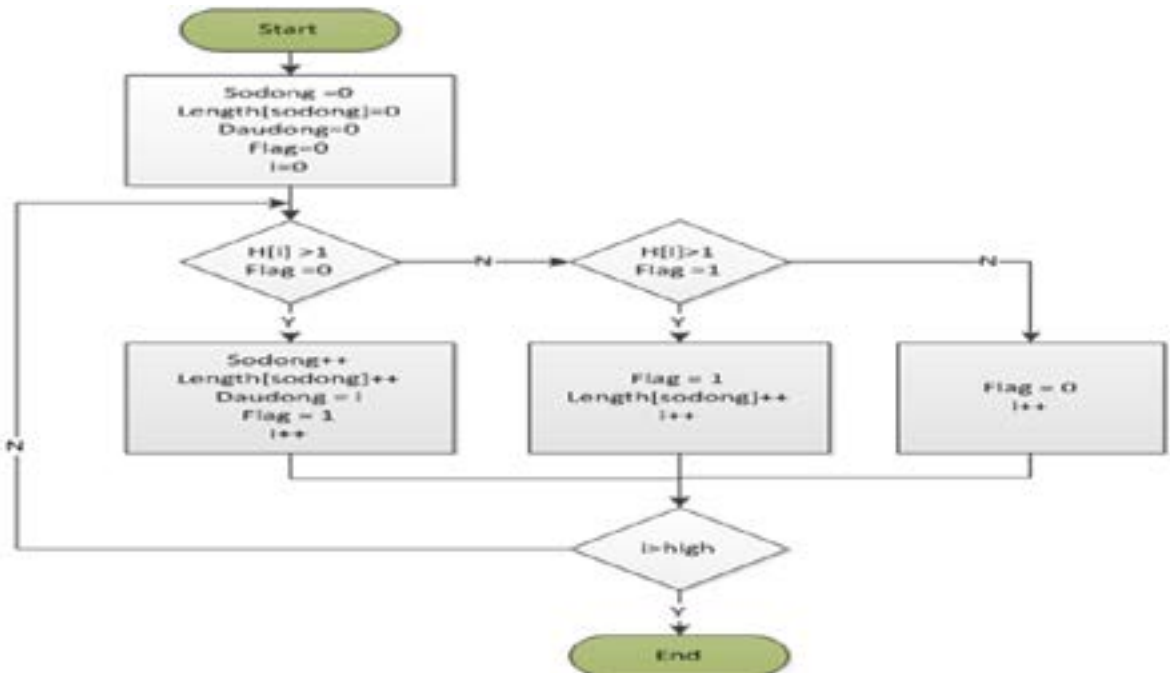 Start
Sodong =0
Length[sodong]=0
Daudong=0
Flag=0
i=0
H[i] >1
Flag =0
N
H[i]>1
Flag =1
N
Y
Y
Sodong++
Length[sodong]++
Daudong = i
Flag = 1
i++
Flag = 1
Length[sodong]++
i++
Flag = 0
i++
N
i>high
Y
End